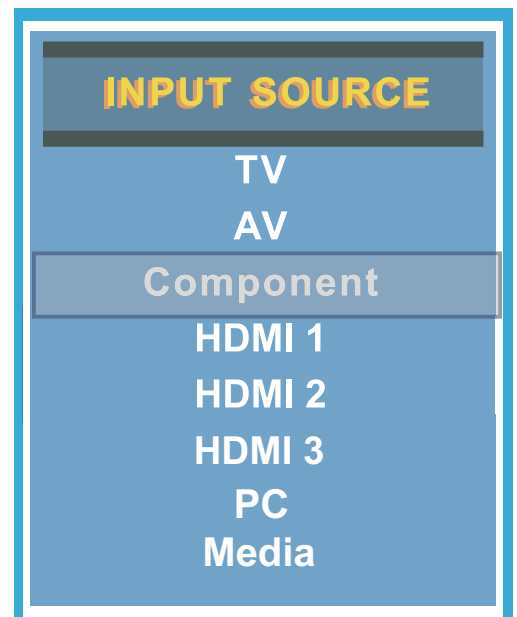 INPUT SOURCE
TV
AV
Component
HDMI 1
HDMI 2
HDMI 3
PC
Media